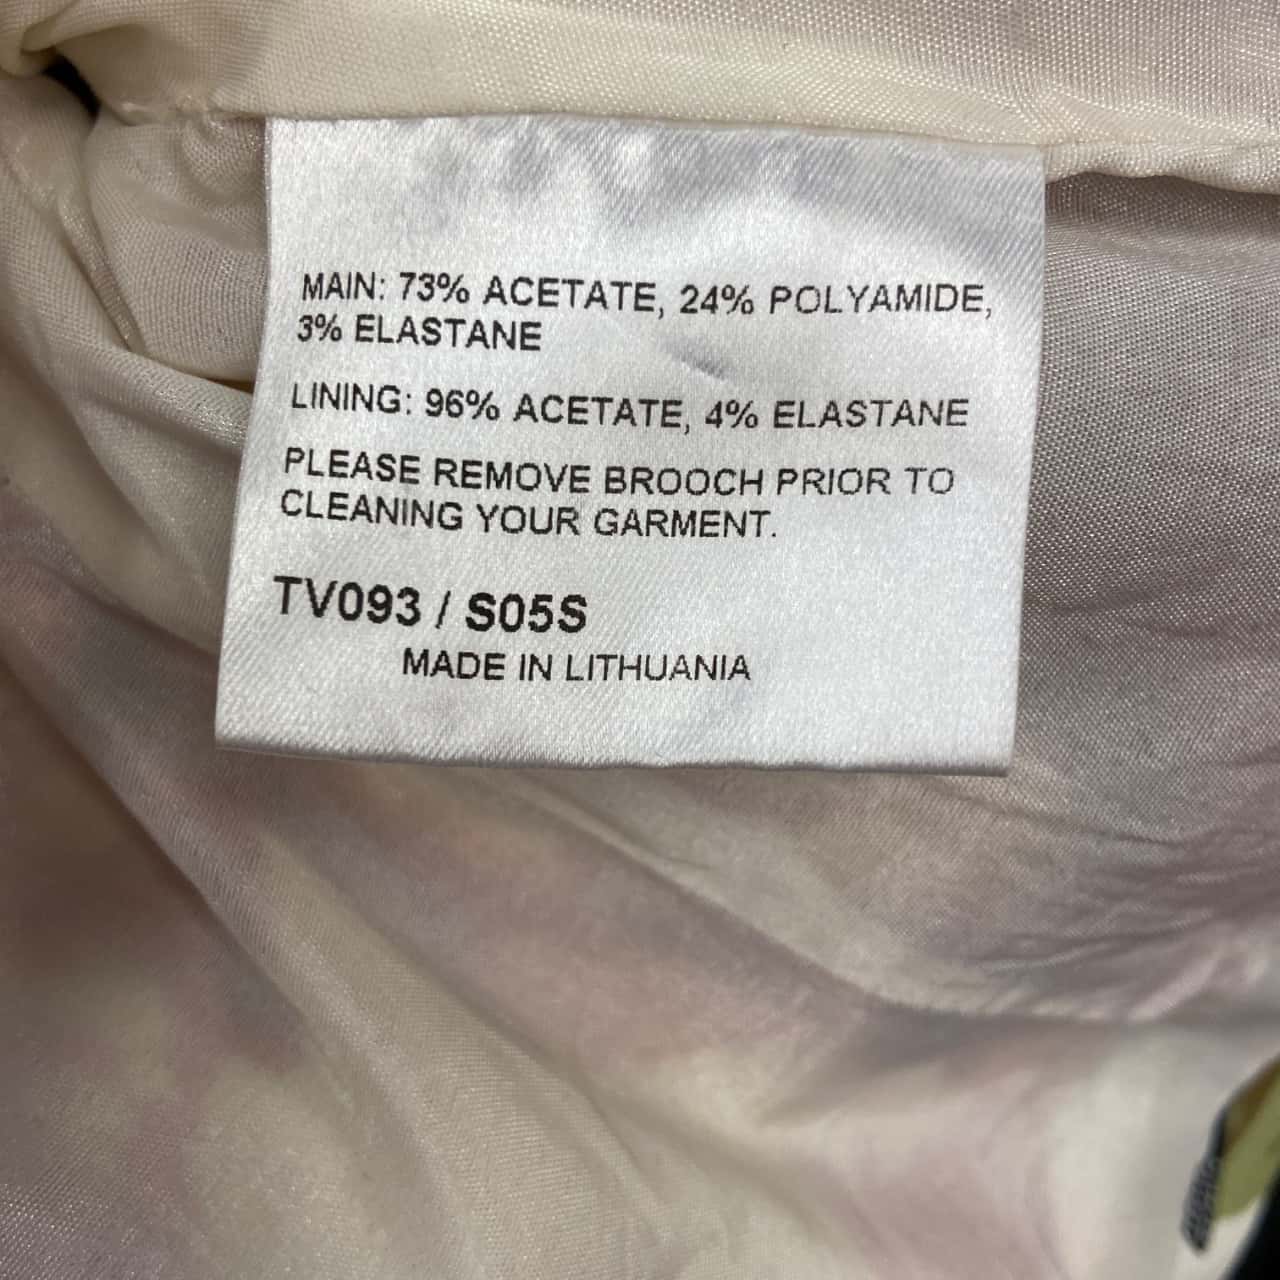 MAIN: 73% ACETATE, 24% POLYAMIDE,
3% ELASTANE
LINING: 96% ACETATE, 4% ELASTANE
PLEASE REMOVE BROOCH PRIOR TO
CLEANING YOUR GARMENT.
TV093 / S05S
MADE IN LITHUANIA